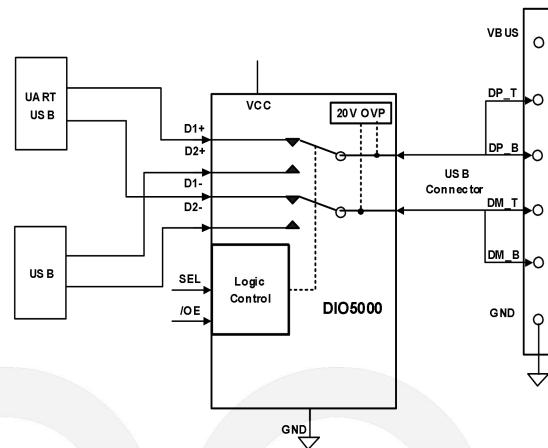 VBUS
UART
USB
VCC
20V OVP
DP_T
D1+
D2+
DP_B
USB
Connector
D1-
DM_T
D2-
USB
SEL
Logic
Control
DM_B
/OE
DIO5000
GND
GND